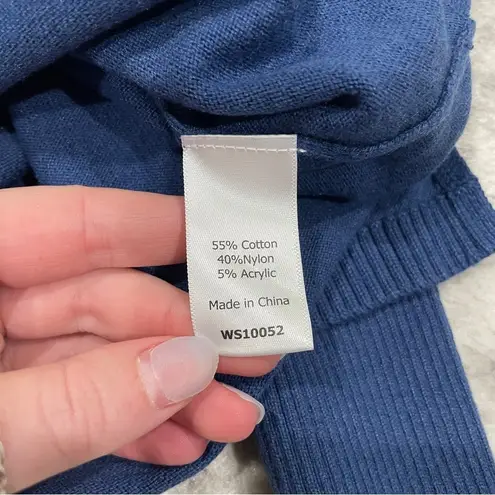 55% Cotton
40%Nylon
5% Acrylic
Made in China
WS10052